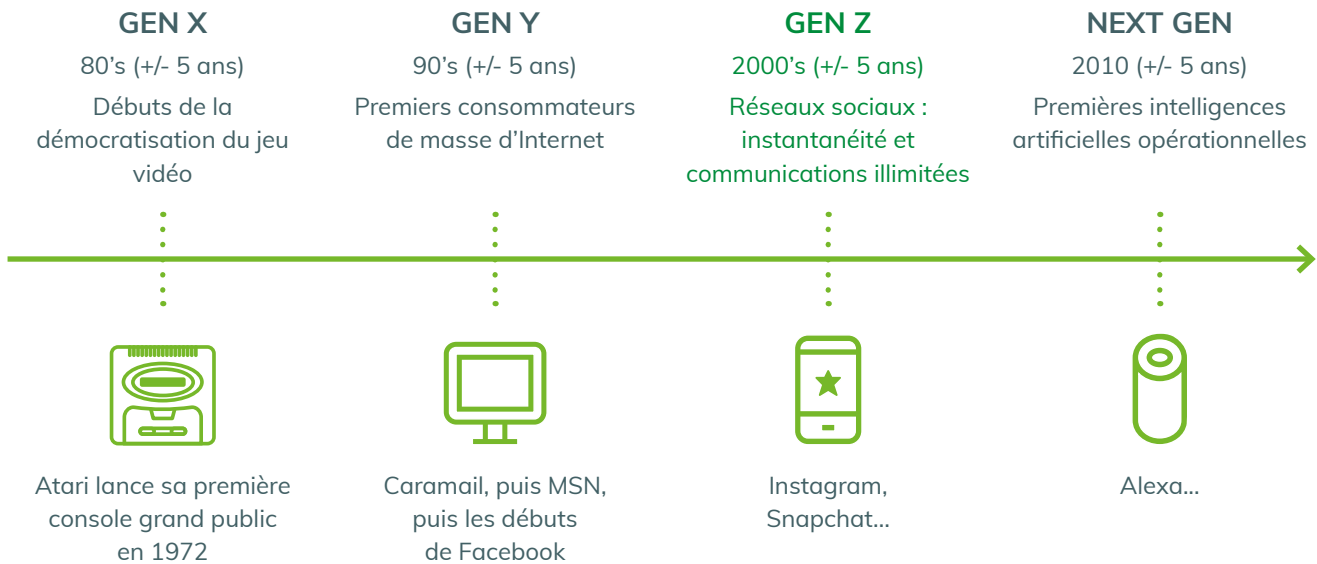 GEN X
80’s (+/- 5 ans)
Débuts de la
démocratisation du jeu
vidéo
GEN Y
90’s (+/- 5 ans)
Premiers consommateurs
de masse d’Internet
GEN Z
2000’s (+/- 5 ans)
Réseaux sociaux :
instantanéité et
communications illimitées
NEXT GEN
2010 (+/- 5 ans)
Premières intelligences
artificielles opérationnelles
Atari lance sa première
console grand public
en 1972
Caramail, puis MSN,
puis les débuts
de Facebook
Instagram,
Snapchat...
Alexa...